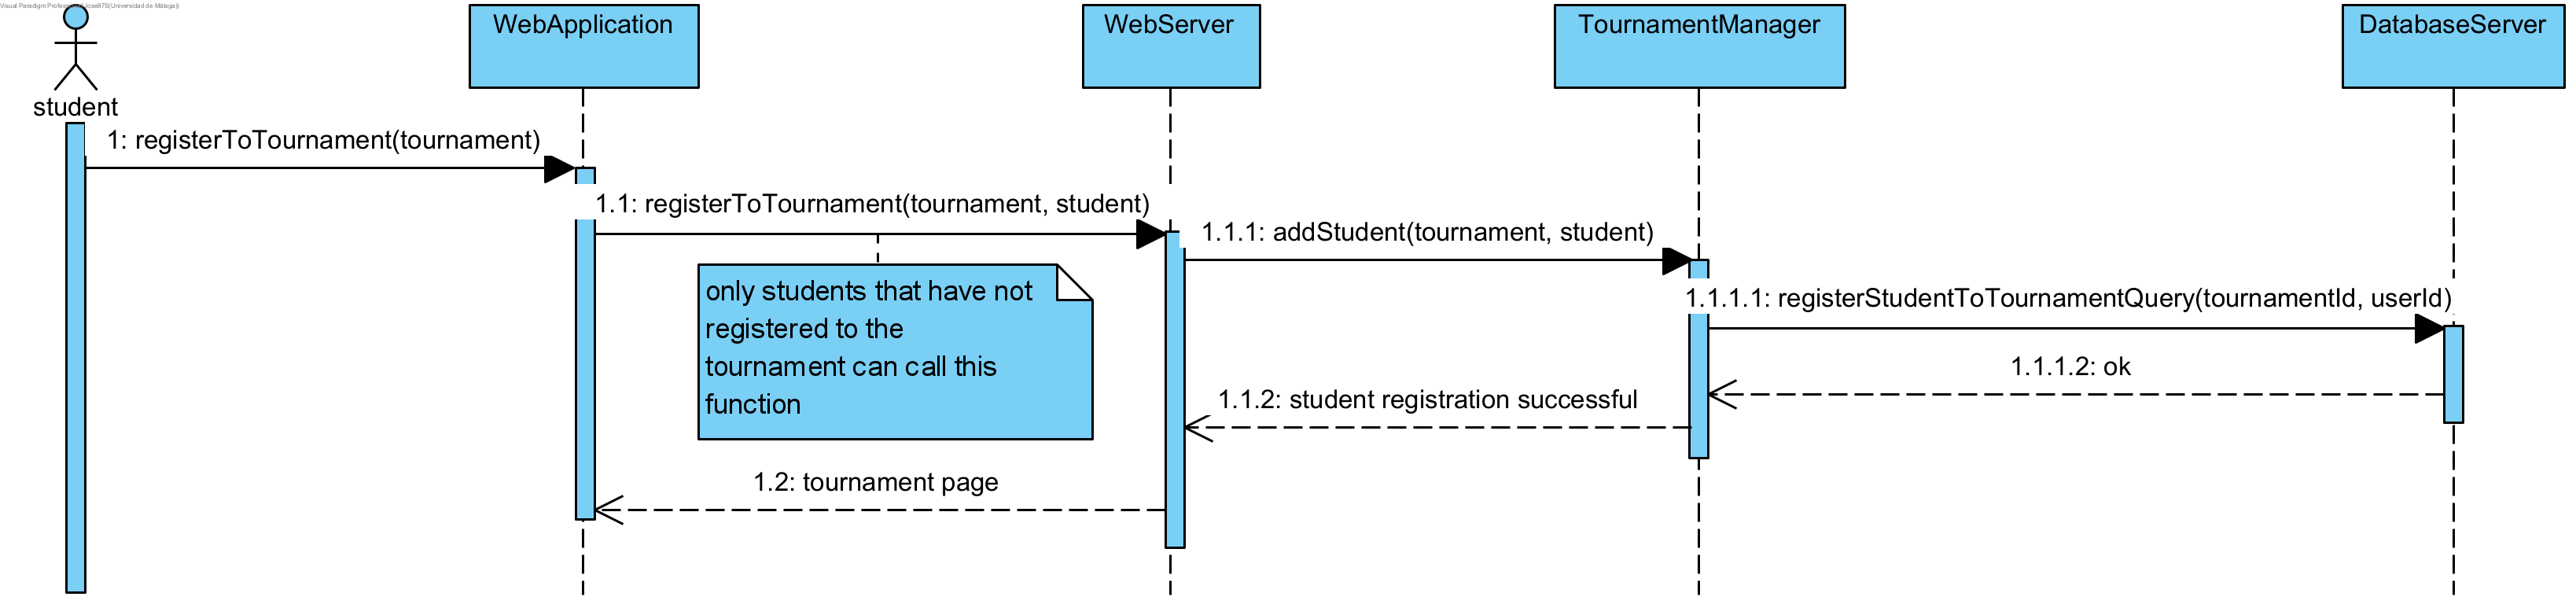 Visual Paradigm Professional(Jose675(Universidad de Málaga))
WebApplication
WebServer
TournamentManager
DatabaseServer
student
1: registerToTournament(tournament)
1.1: registerToTournament(tournament, student)
1.1.1: addStudent(tournament, student)
only students that have not
registered to the
tournament can call this
function
1.1.1.1: registerStudentToTournamentQuery(tournamentId, userId)
1.1.1.2: ok
1.1.2: student registration successful
1.2: tournament page